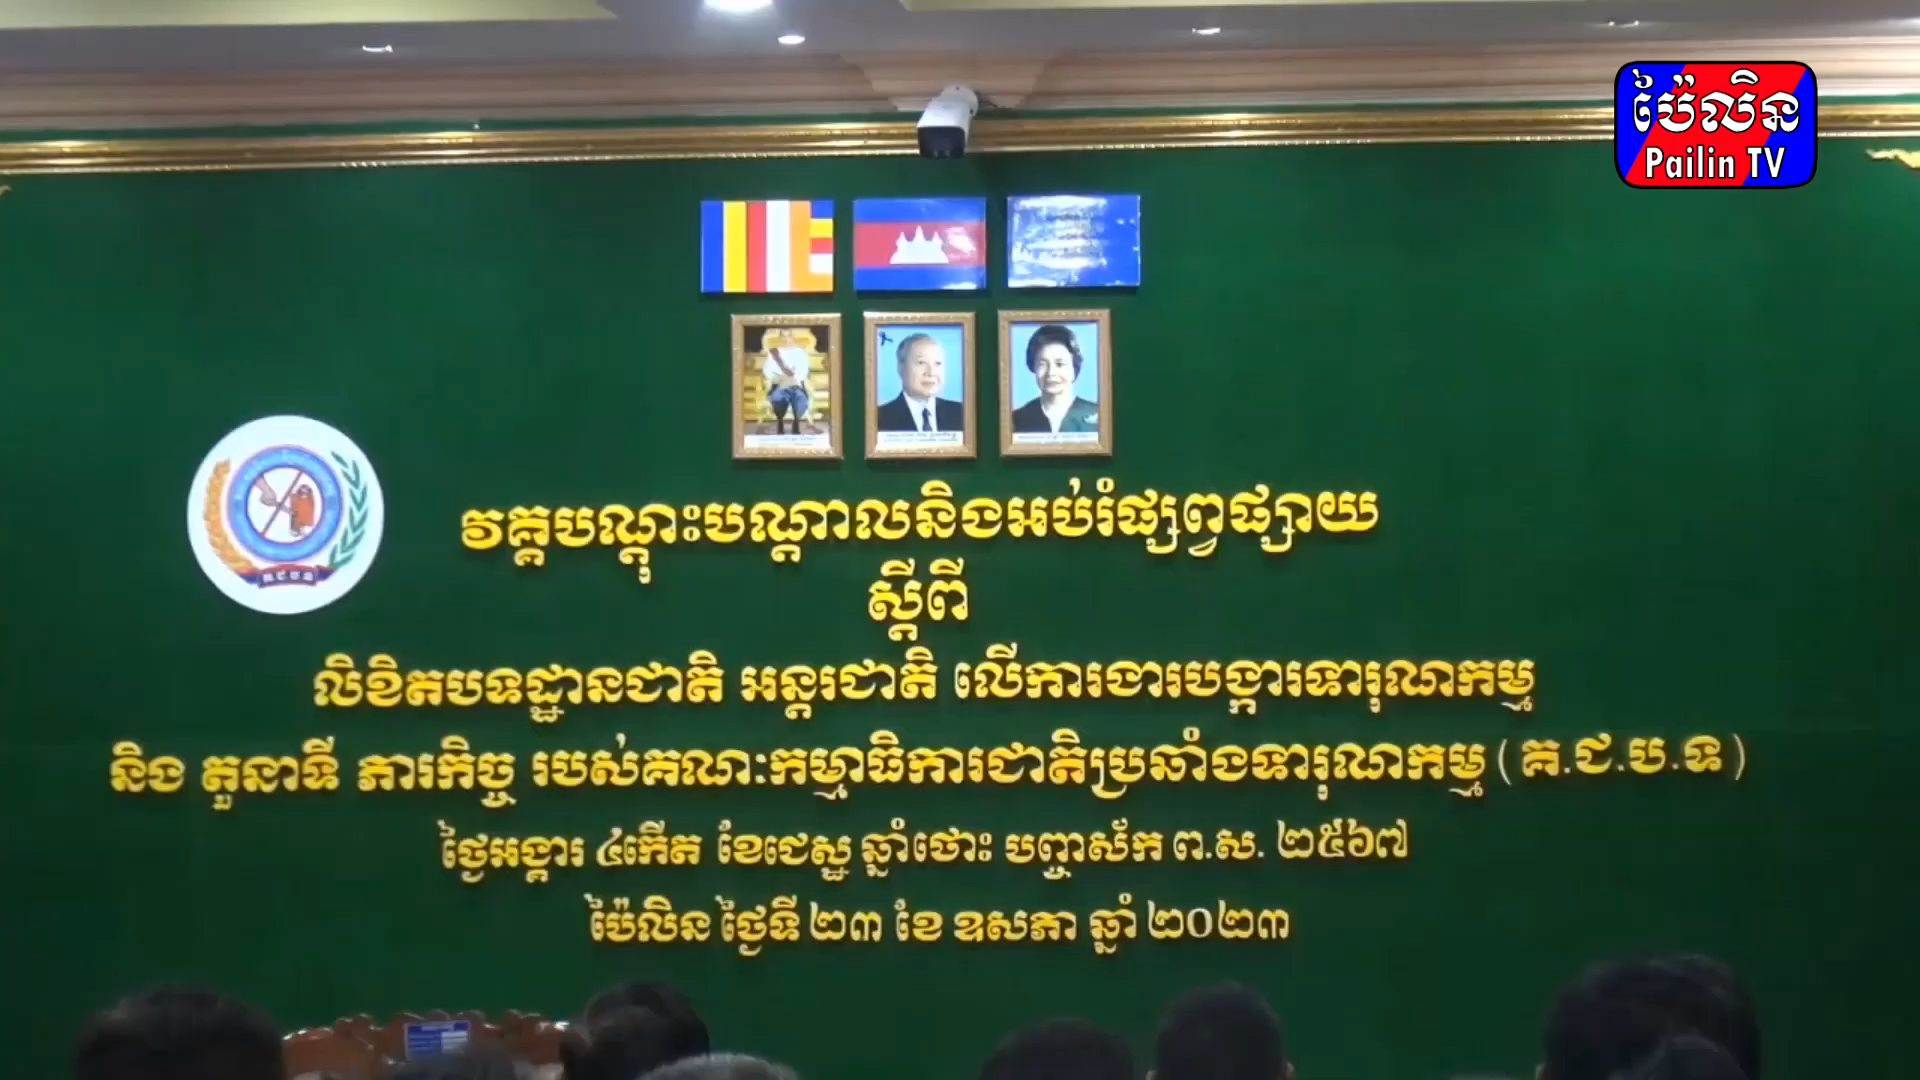 ប៉ៃលិន
Pailin TV
វគ្គបណ្តុះបណ្តាលនិងអប់រំផ្សព្វផ្សាយ
ស្តីពី
លិខិតបទដ្ឋានជាតិ អន្តរជាតិ លើការងារបង្ការទារុណកម្ម
និង តួនាទី ភារកិច្ច របស់គណៈកម្មាធិការជាតិប្រឆាំងទារុណកម្ម ( គ.ជ.ប.ទ )
ថ្ងៃអង្គារ ៤កើត ខែជេស្ឋ ឆ្នាំថោះ បញ្ចស័ក ព.ស. ២៥៦៧
ប៉ៃលិន ថ្ងៃទី ២៣ ខែ ឧសភា ឆ្នាំ ២០២៣